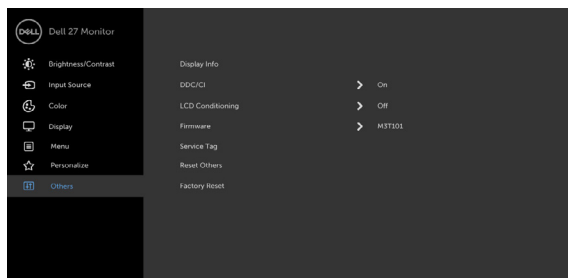 DELL Dell 27 Monitor
Brightness/Contrast
Input Source
Color
Display
Menu
Personalize
Others
Display Info
DDC/CI > On
LCD Conditioning > Off
Firmware > M3T101
Service Tag
Reset Others
Factory Reset